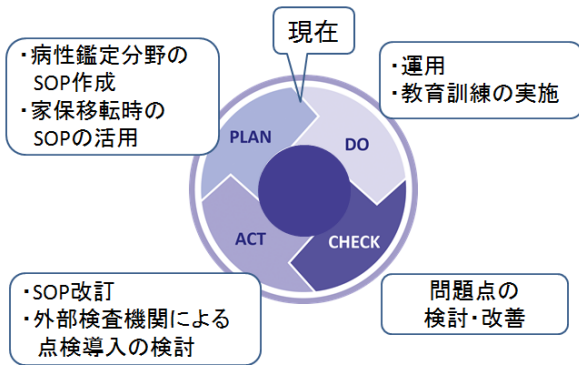 現在
・病性鑑定分野の
SOP作成
・家保移転時の
SOPの活用
・運用
・教育訓練の実施
PLAN
DO
ACT
CHECK
・SOP改訂
・外部検査機関による
点検導入の検討
問題点の
検討・改善